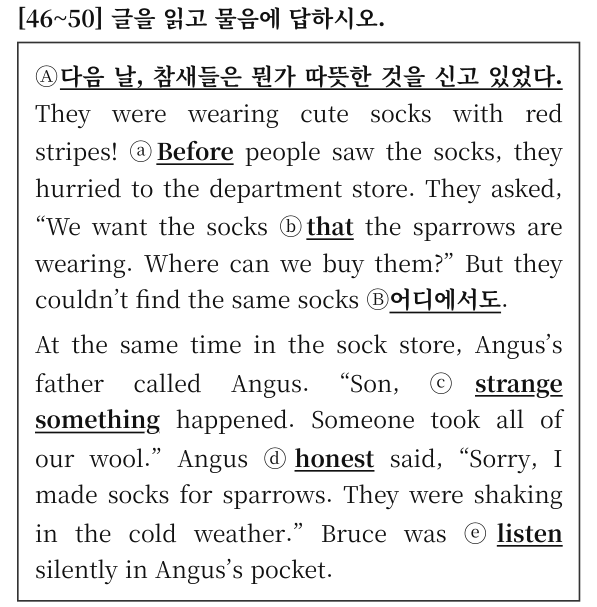 [46~50] 글을 읽고 물음에 답하시오.
Ⓐ다음 날, 참새들은 뭔가 따뜻한 것을 신고 있었다.
They were wearing cute socks with red
stripes! ⓐBefore people saw the socks, they
hurried to the department store. They asked,
“We want the socks ⓑthat the sparrows are
wearing. Where can we buy them?” But they
couldn’t find the same socks Ⓑ어디에서도.
At the same time in the sock store, Angus’s
father called Angus. “Son, ⓒ strange
something happened. Someone took all of
our wool.” Angus ⓓ honest said, “Sorry, I
made socks for sparrows. They were shaking
in the cold weather.” Bruce was ⓔ listen
silently in Angus’s pocket.